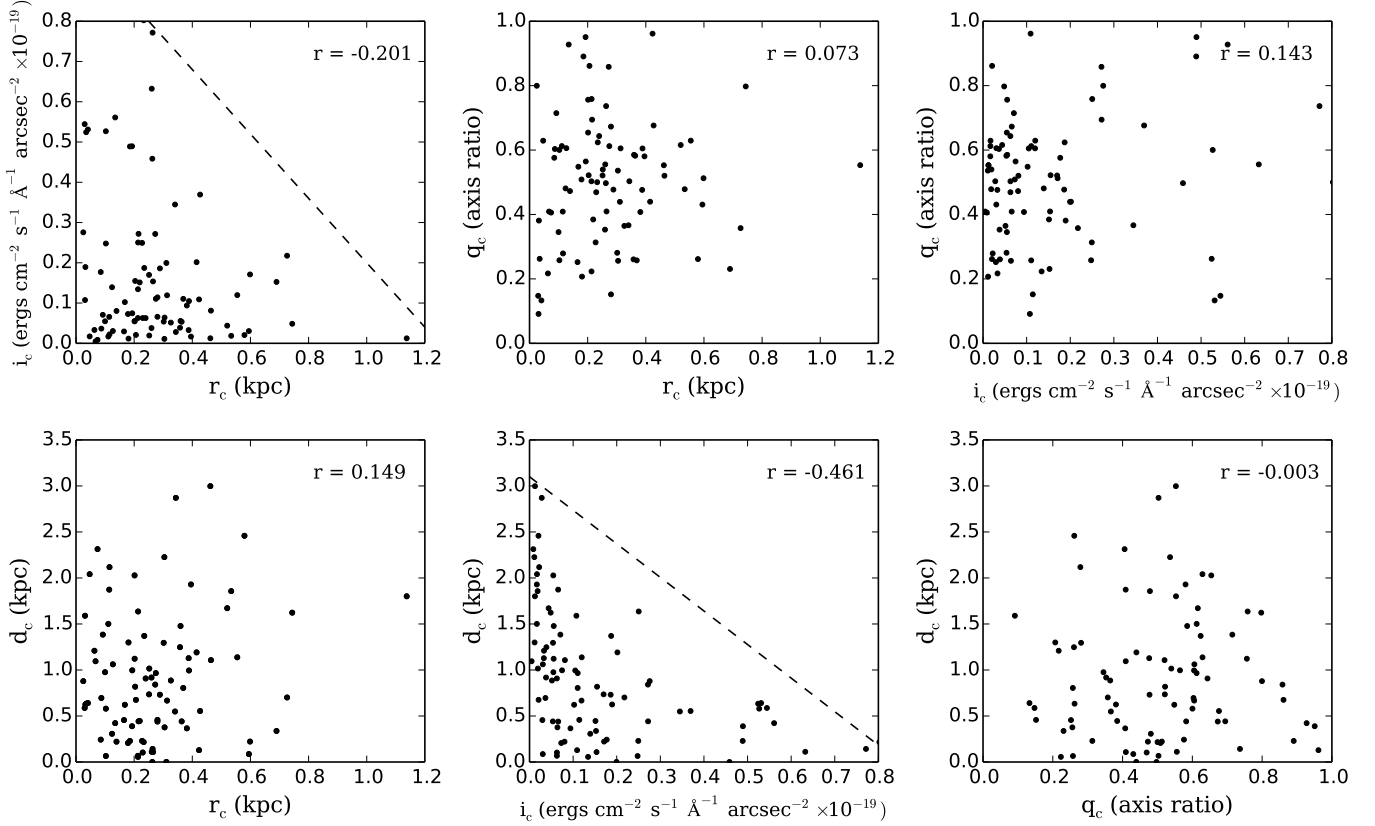 0.8
0.7
0.6
0.5
0.4
0.3
0.2
0.1
0.0
i_c (ergs cm⁻² s⁻¹ Å⁻¹ arcsec⁻² ×10⁻¹⁹)
r = -0.201
0.0 0.2 0.4 0.6 0.8 1.0 1.2
r_c (kpc)
1.0
0.8
0.6
0.4
0.2
0.0
q_c (axis ratio)
r = 0.073
0.0 0.2 0.4 0.6 0.8 1.0 1.2
r_c (kpc)
1.0
0.8
0.6
0.4
0.2
0.0
q_c (axis ratio)
r = 0.143
0.0 0.1 0.2 0.3 0.4 0.5 0.6 0.7 0.8
i_c (ergs cm⁻² s⁻¹ Å⁻¹ arcsec⁻² ×10⁻¹⁹)
3.5
3.0
2.5
2.0
1.5
1.0
0.5
0.0
d_c (kpc)
r = 0.149
0.0 0.2 0.4 0.6 0.8 1.0 1.2
r_c (kpc)
3.5
3.0
2.5
2.0
1.5
1.0
0.5
0.0
d_c (kpc)
r = -0.461
0.0 0.1 0.2 0.3 0.4 0.5 0.6 0.7 0.8
i_c (ergs cm⁻² s⁻¹ Å⁻¹ arcsec⁻² ×10⁻¹⁹)
3.5
3.0
2.5
2.0
1.5
1.0
0.5
0.0
d_c (kpc)
r = -0.003
0.0 0.2 0.4 0.6 0.8 1.0
q_c (axis ratio)